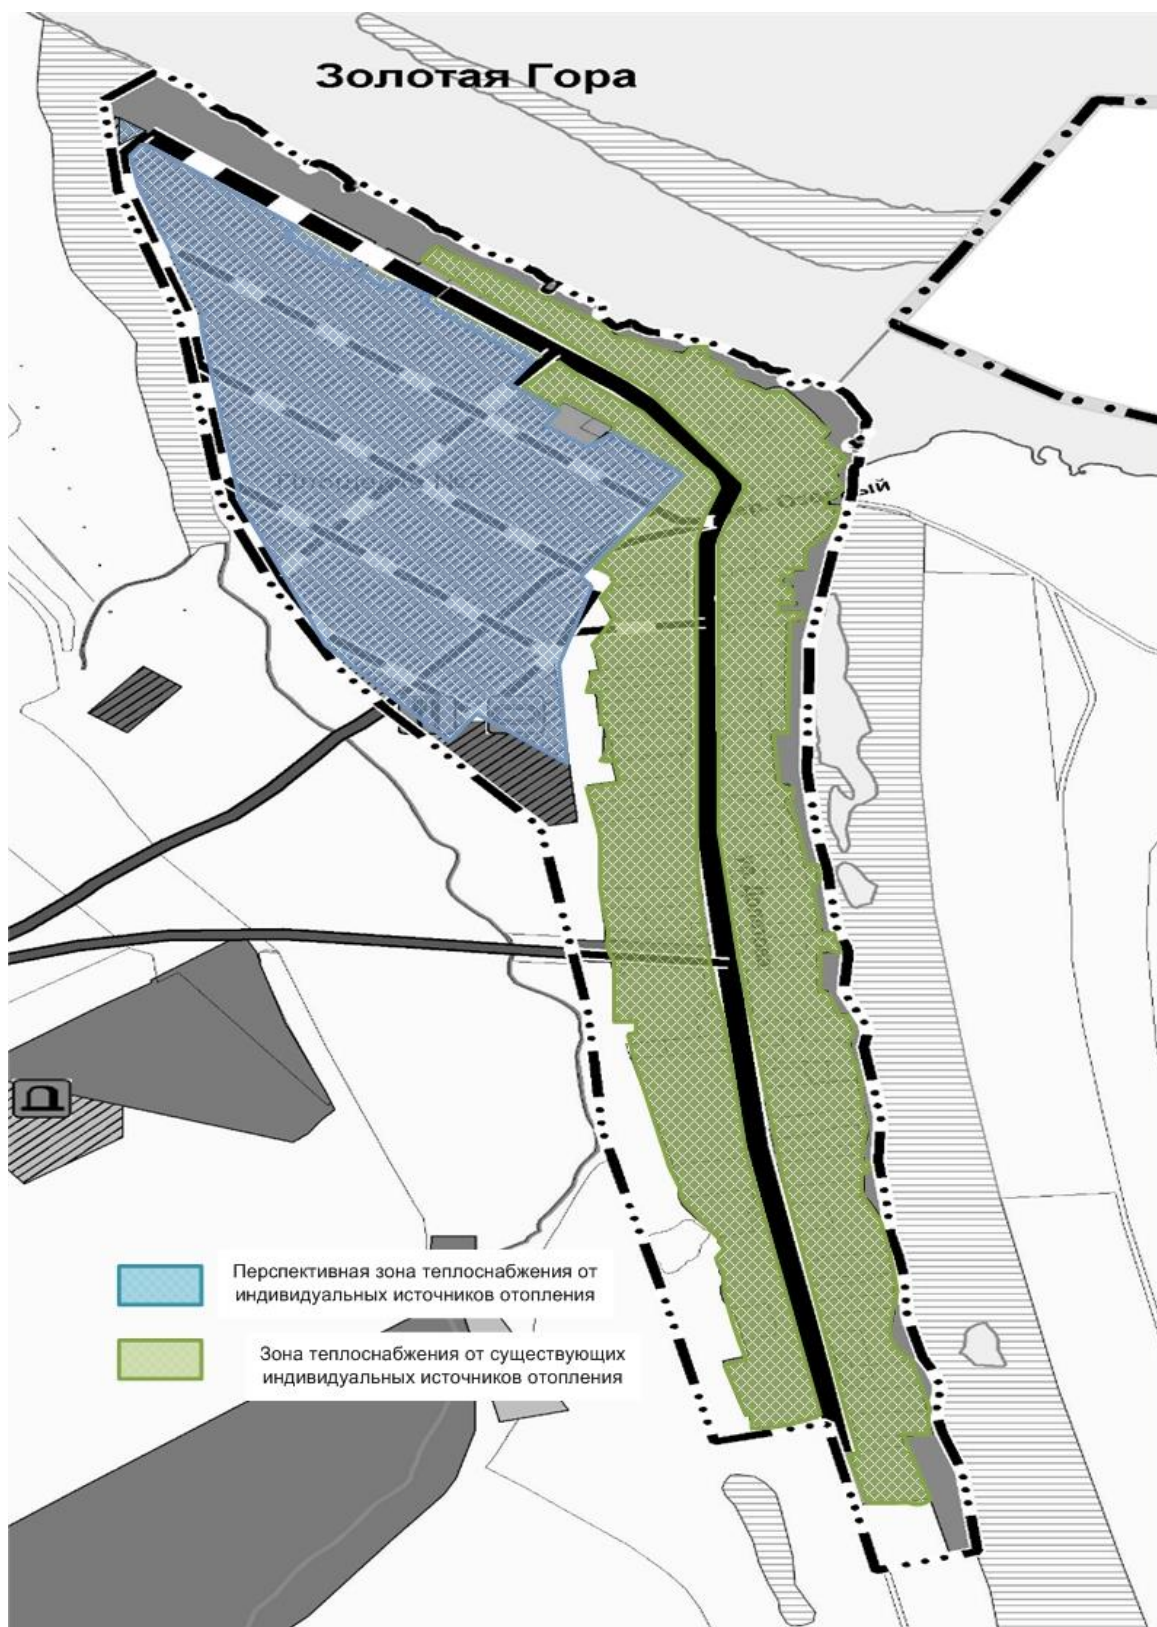 Золотая Гора
Перспективная зона теплоснабжения от
индивидуальных источников отопления
Зона теплоснабжения от существующих
индивидуальных источников отопления